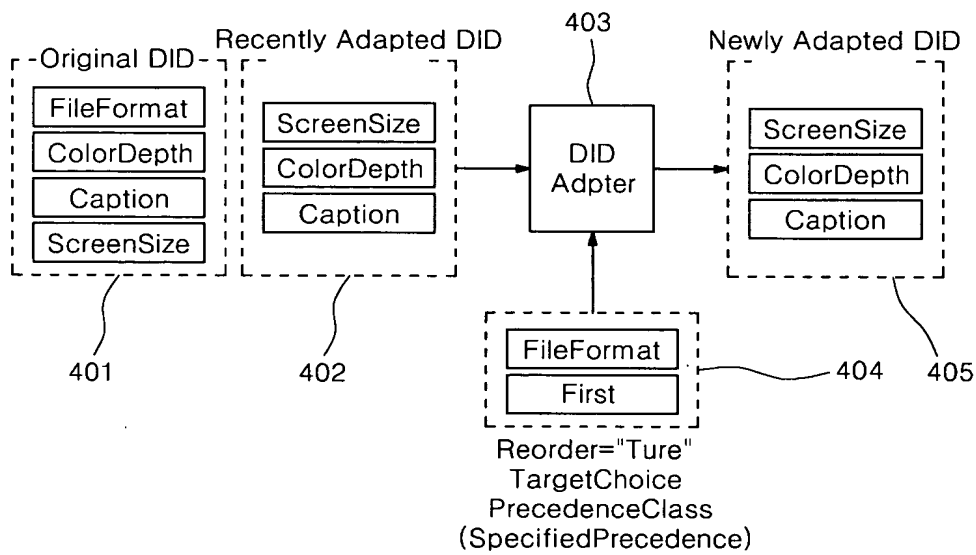 Original DID
FileFormat
ColorDepth
Caption
ScreenSize
401
Recently Adapted DID
ScreenSize
ColorDepth
Caption
402
403
DID
Adpter
FileFormat
First
404
Reorder="Ture"
TargetChoice
PrecedenceClass
(SpecifiedPrecedence)
Newly Adapted DID
ScreenSize
ColorDepth
Caption
405